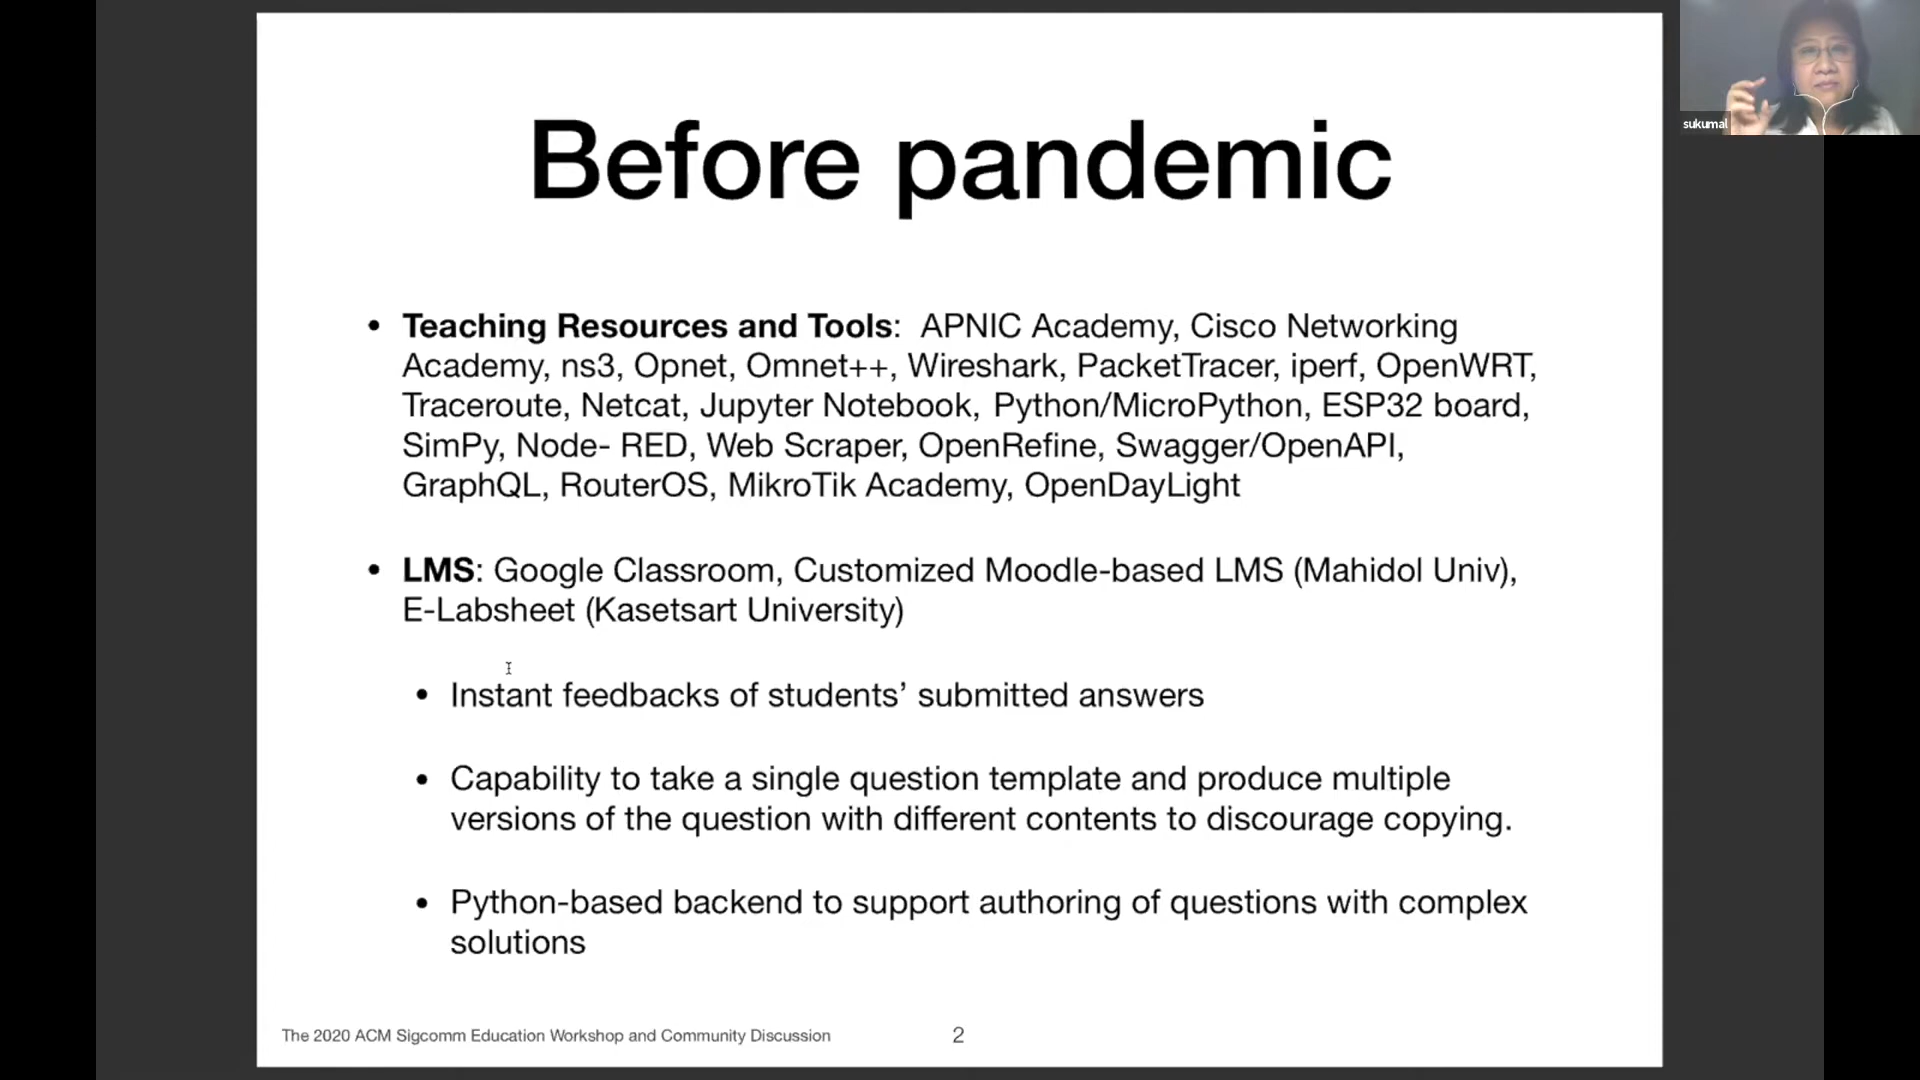 Before pandemic
sukumal
• Teaching Resources and Tools:  APNIC Academy, Cisco Networking
Academy, ns3, Opnet, Omnet++, Wireshark, PacketTracer, iperf, OpenWRT,
Traceroute, Netcat, Jupyter Notebook, Python/MicroPython, ESP32 board,
SimPy, Node- RED, Web Scraper, OpenRefine, Swagger/OpenAPI,
GraphQL, RouterOS, MikroTik Academy, OpenDayLight
• LMS: Google Classroom, Customized Moodle-based LMS (Mahidol Univ),
E-Labsheet (Kasetsart University)
• Instant feedbacks of students’ submitted answers
• Capability to take a single question template and produce multiple
versions of the question with different contents to discourage copying.
• Python-based backend to support authoring of questions with complex
solutions
The 2020 ACM Sigcomm Education Workshop and Community Discussion
2